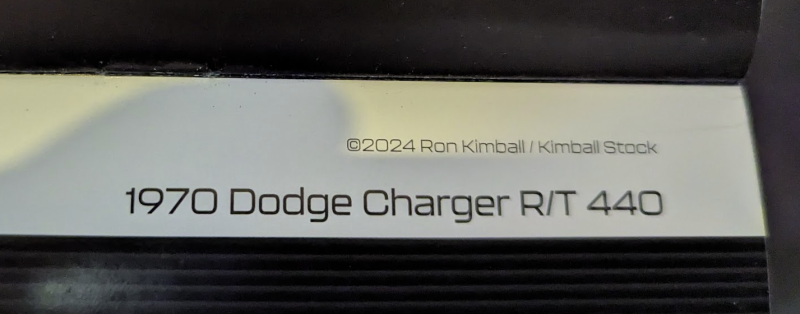 ©2024 Ron Kimball / Kimball Stock
1970 Dodge Charger R/T 440